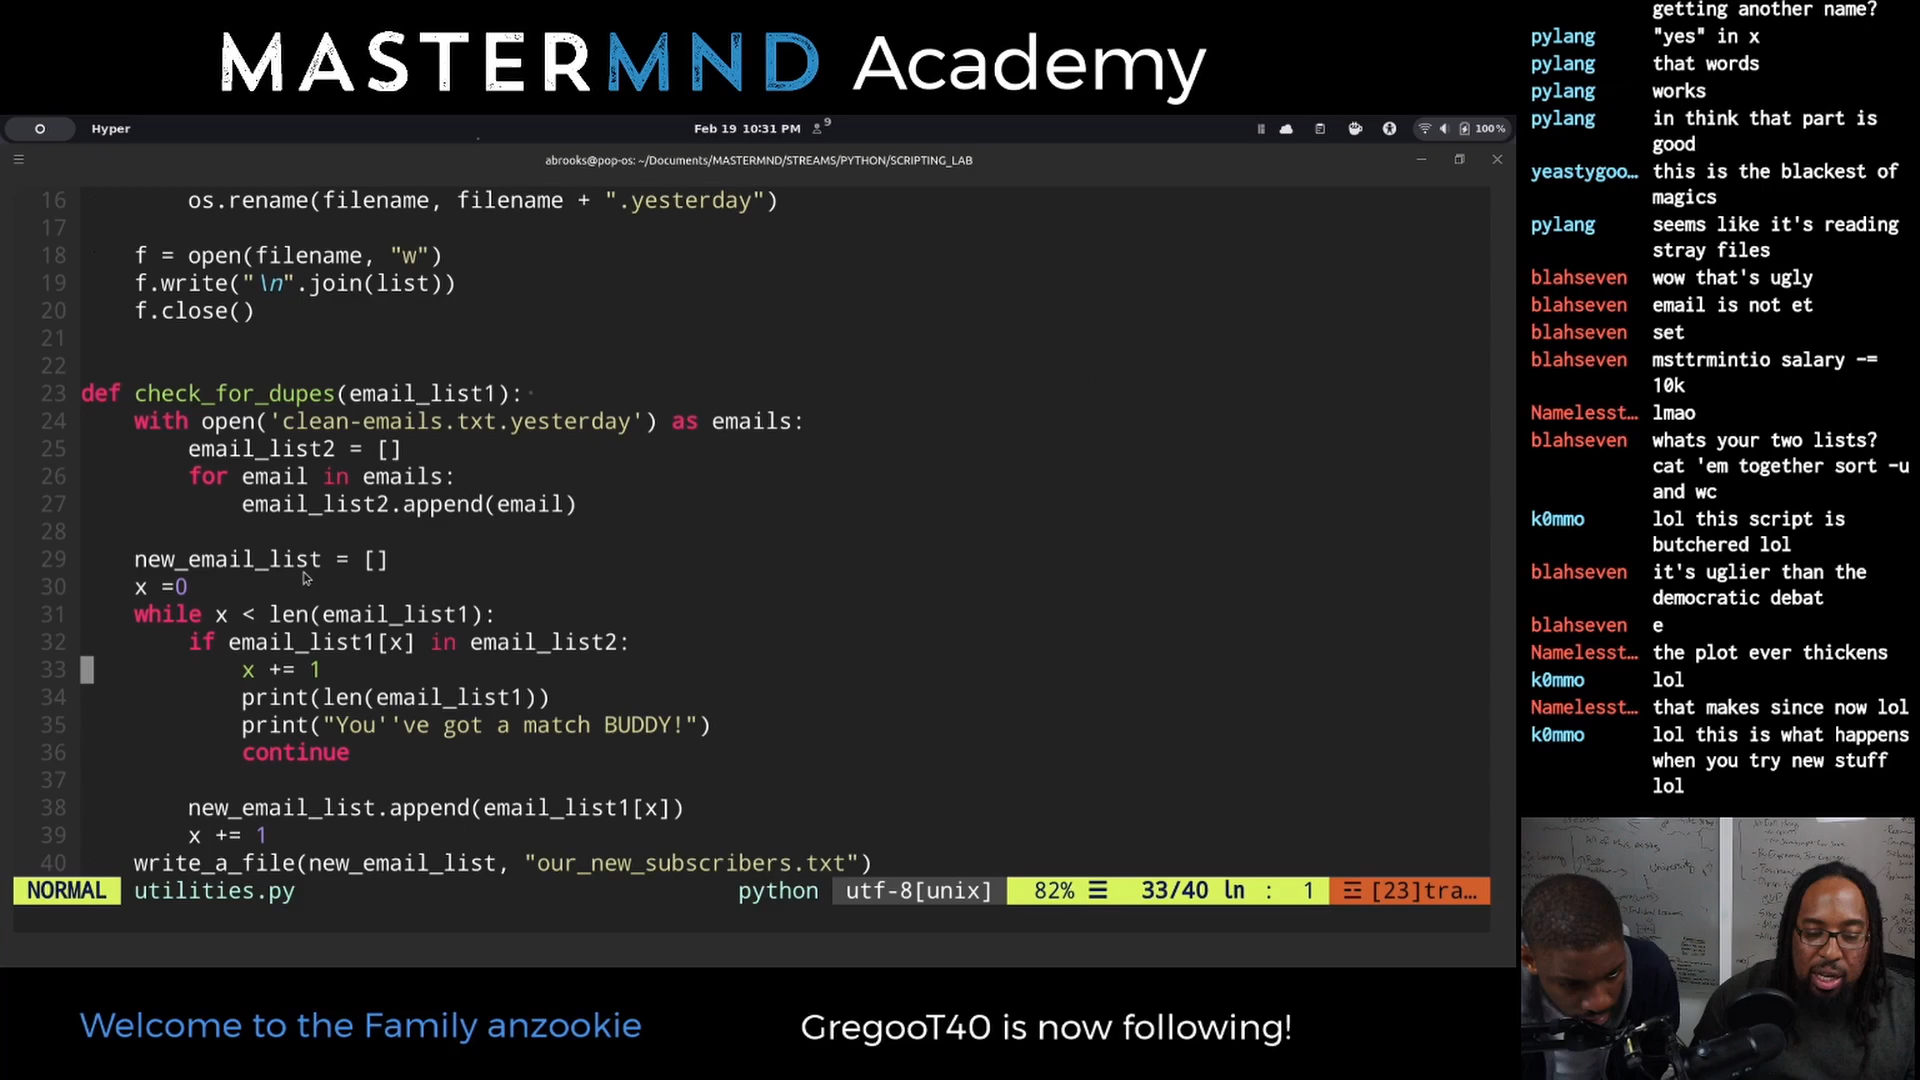 MASTERMND Academy
Hyper
Feb 19 10:31 PM
9
100%
abrooks@pop-os: ~/Documents/MASTERMND/STREAMS/PYTHON/SCRIPTING_LAB
16 os.rename(filename, filename + ".yesterday")
17
18 f = open(filename, "w")
19 f.write("\n".join(list))
20 f.close()
21
22
23 def check_for_dupes(email_list1):
24 with open('clean-emails.txt.yesterday') as emails:
25 email_list2 = []
26 for email in emails:
27 email_list2.append(email)
28
29 new_email_list = []
30 x =0
31 while x < len(email_list1):
32 if email_list1[x] in email_list2:
33 x += 1
34 print(len(email_list1))
35 print("You''ve got a match BUDDY!")
36 continue
37
38 new_email_list.append(email_list1[x])
39 x += 1
40 write_a_file(new_email_list, "our_new_subscribers.txt")
NORMAL utilities.py python utf-8[unix] 82% ☰ 33/40 ln : 1 ☲ [23]tra…
Welcome to the Family anzookie
GregooT40 is now following!
getting another name?
pylang "yes" in x
pylang that words
pylang works
pylang in think that part is
good
yeastygoo… this is the blackest of
magics
pylang seems like it's reading
stray files
blahseven wow that's ugly
blahseven email is not et
blahseven set
blahseven msttrmintio salary -=
10k
Namelesst… lmao
blahseven whats your two lists?
cat 'em together sort -u
and wc
k0mmo lol this script is
butchered lol
blahseven it's uglier than the
democratic debat
blahseven e
Namelesst… the plot ever thickens
k0mmo lol
Namelesst… that makes since now lol
k0mmo lol this is what happens
when you try new stuff
lol